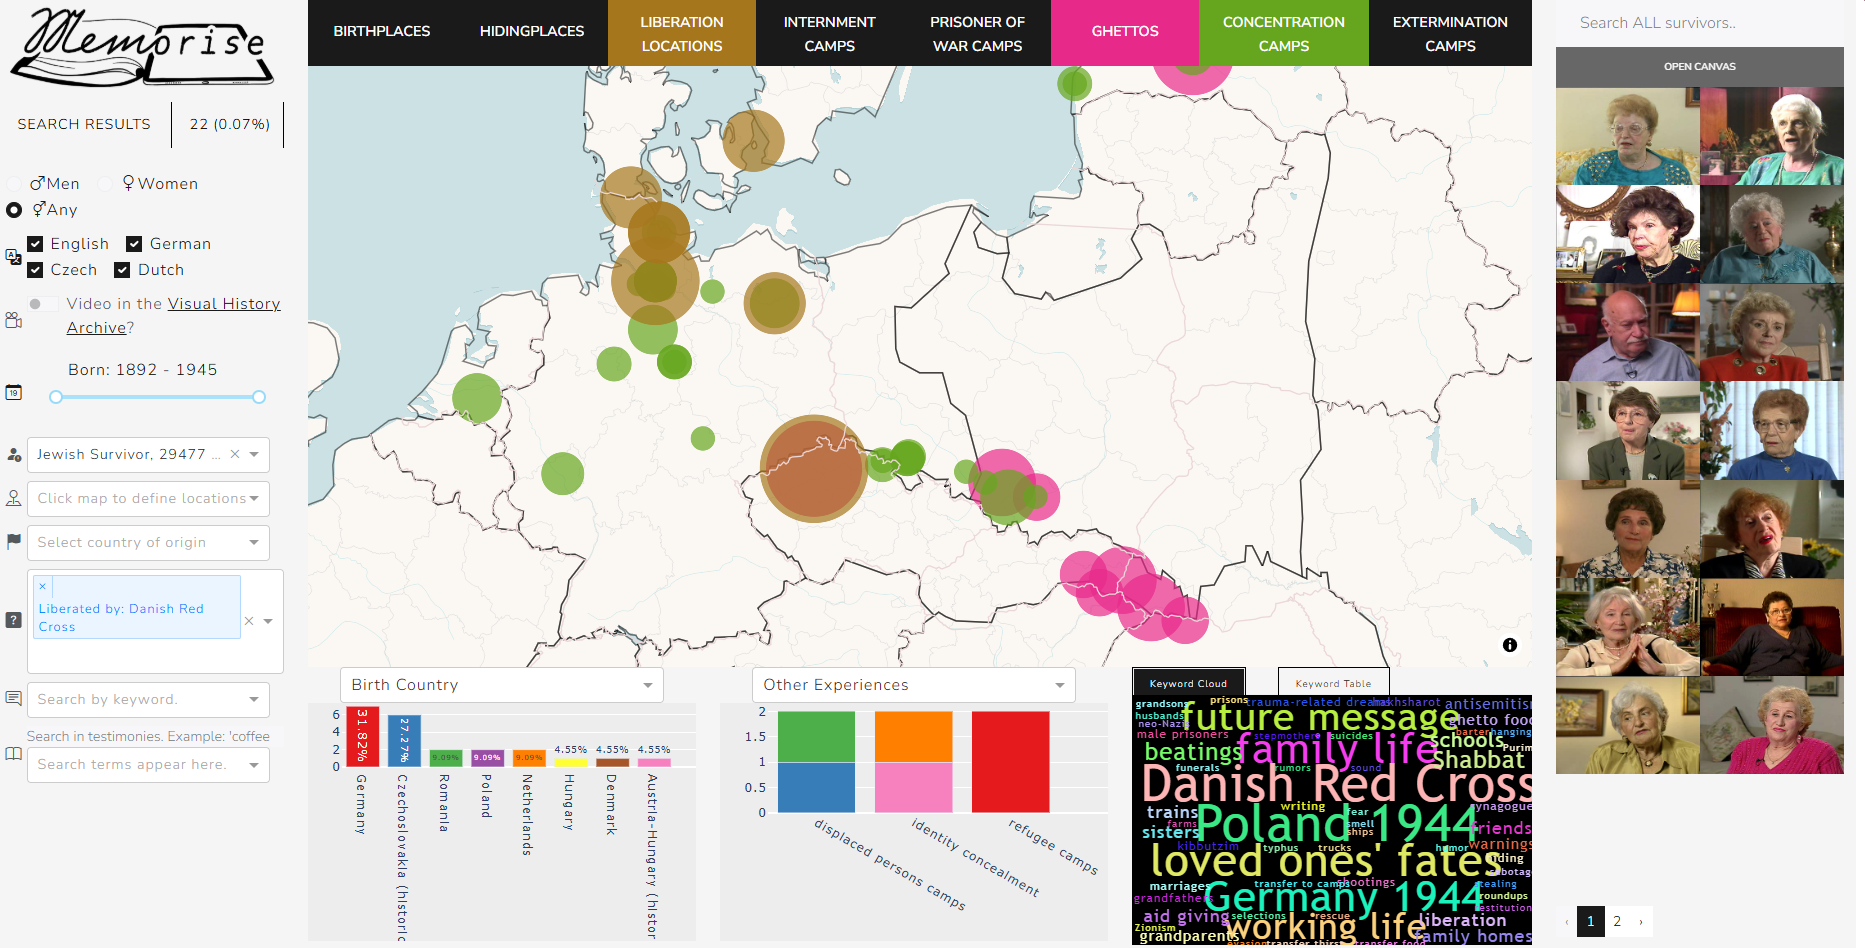 Memorise
SEARCH RESULTS
22 (0.07%)
Men
Women
Any
English
German
Czech
Dutch
Video in the Visual History
Archive?
19
Born: 1892 - 1945
Jewish Survivor, 29477 ...
Click map to define locations
Select country of origin
×
Liberated by: Danish Red
Cross
Search by keyword.
Search in testimonies. Example: 'coffee
Search terms appear here.
BIRTHPLACES
HIDINGPLACES
LIBERATION
LOCATIONS
INTERNMENT
CAMPS
PRISONER OF
WAR CAMPS
GHETTOS
CONCENTRATION
CAMPS
EXTERMINATION
CAMPS
Birth Country
6
4
2
0
31.82%
27.27%
9.09%
9.09%
9.09%
4.55%
4.55%
4.55%
Germany
Czechoslovakia (historic
Romania
Poland
Netherlands
Hungary
Denmark
Austria-Hungary (histor
Other Experiences
2
1.5
1
0.5
0
displaced persons camps
identity concealment
refugee camps
Keyword Cloud
Keyword Table
prisons
grandsons
trauma-related dreams
hakhsharot
antisemitism
husbands
future message
ghetto food
neo-Nazis
male prisoners
stepmothers
suicides
barter
hanging
beatings
family life
schools
Purim
Shabbat
funerals
rumors
sound
Danish Red Cross
writing
synagogue
trains
fear
farms
Poland 1944
smell
friends
sisters
ships
kibbutzim
typhus
trucks
humor
warnings
loved ones' fates
hiding
sabotag
marriages
transfer to camps
shootings
stealing
grandfathers
Germany 1944
roundups
restitution
aid giving
selections
rescue
liberation
Zionism
working life
grandparents
family homes
evasion
transfer thirst
transfer food
Search ALL survivors..
OPEN CANVAS
‹
1
2
›